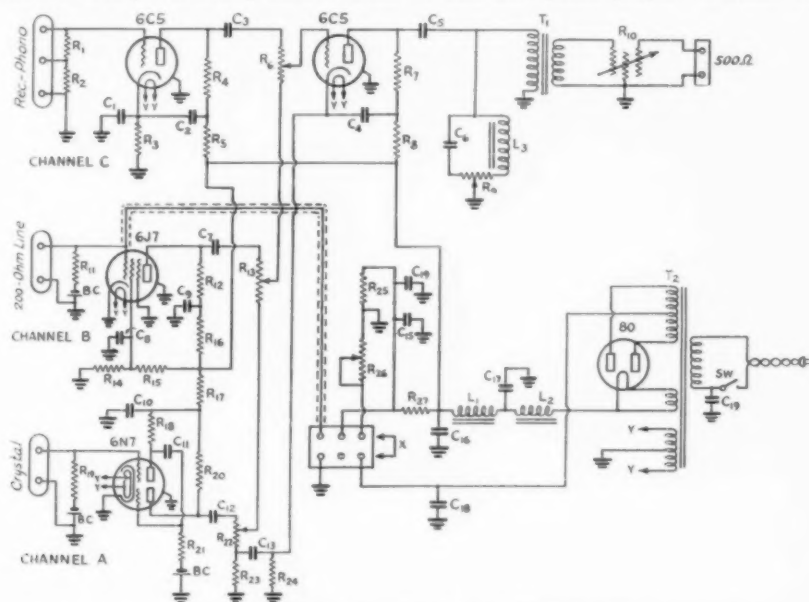 6C5
C3
6C5
C5
T1
R10
500Ω
Rec-Phono
R1
R2
R4
R6
R7
Y Y
Y Y
C1
C2
C4
R3
R5
R8
C6
L3
R9
CHANNEL C
200-Ohm Line
6J7
C7
R11
BC
R12
R13
C9
Y Y
C8
CHANNEL B
R14
R15
R16
R17
R25
C14
C15
R26
T2
80
SW
C19
C17
R27
L1
L2
C16
X
Y
Y
C18
C10
R18
C11
6N7
Crystal
R19
Y
Y
BC
R20
C12
R22
C13
R21
BC
R23
R24
CHANNEL A